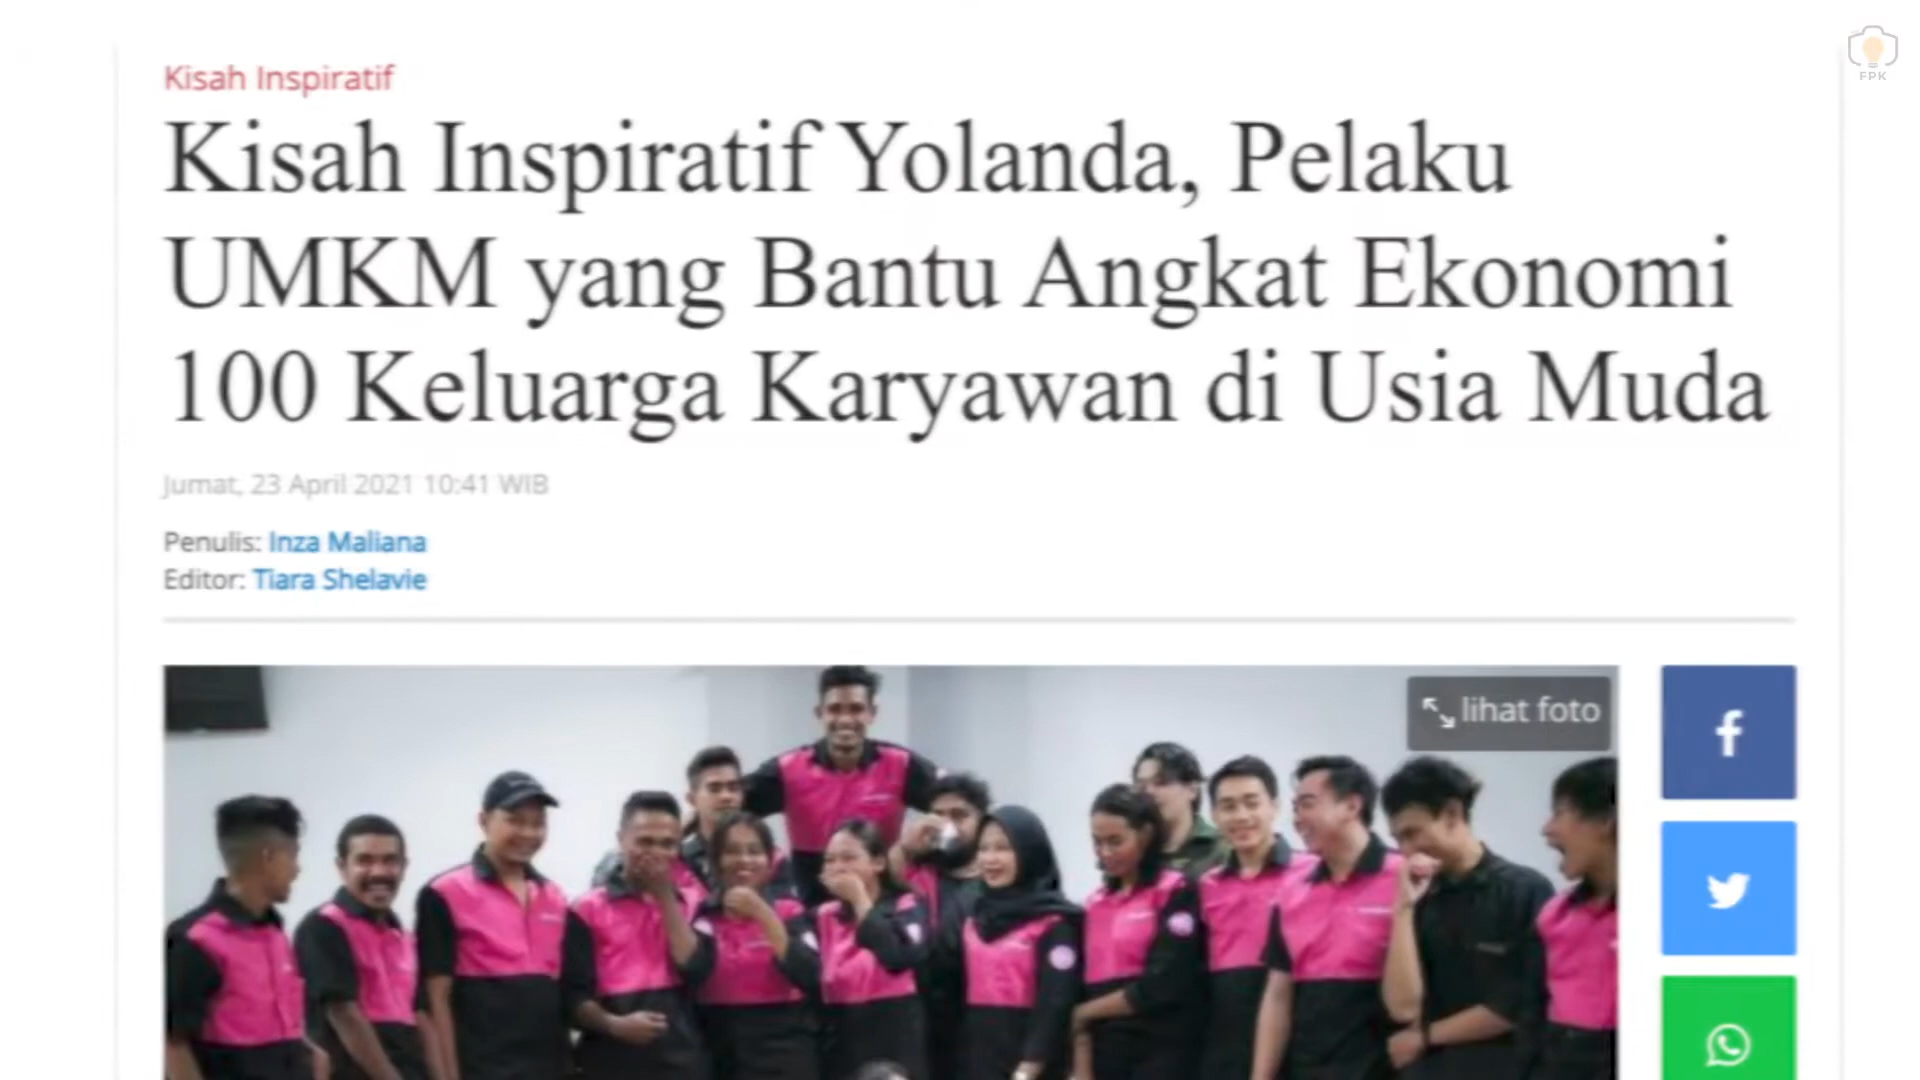 FPK
Kisah Inspiratif
Kisah Inspiratif Yolanda, Pelaku
UMKM yang Bantu Angkat Ekonomi
100 Keluarga Karyawan di Usia Muda
Jumat, 23 April 2021 10:41 WIB
Penulis: Inza Maliana
Editor: Tiara Shelavie
lihat foto